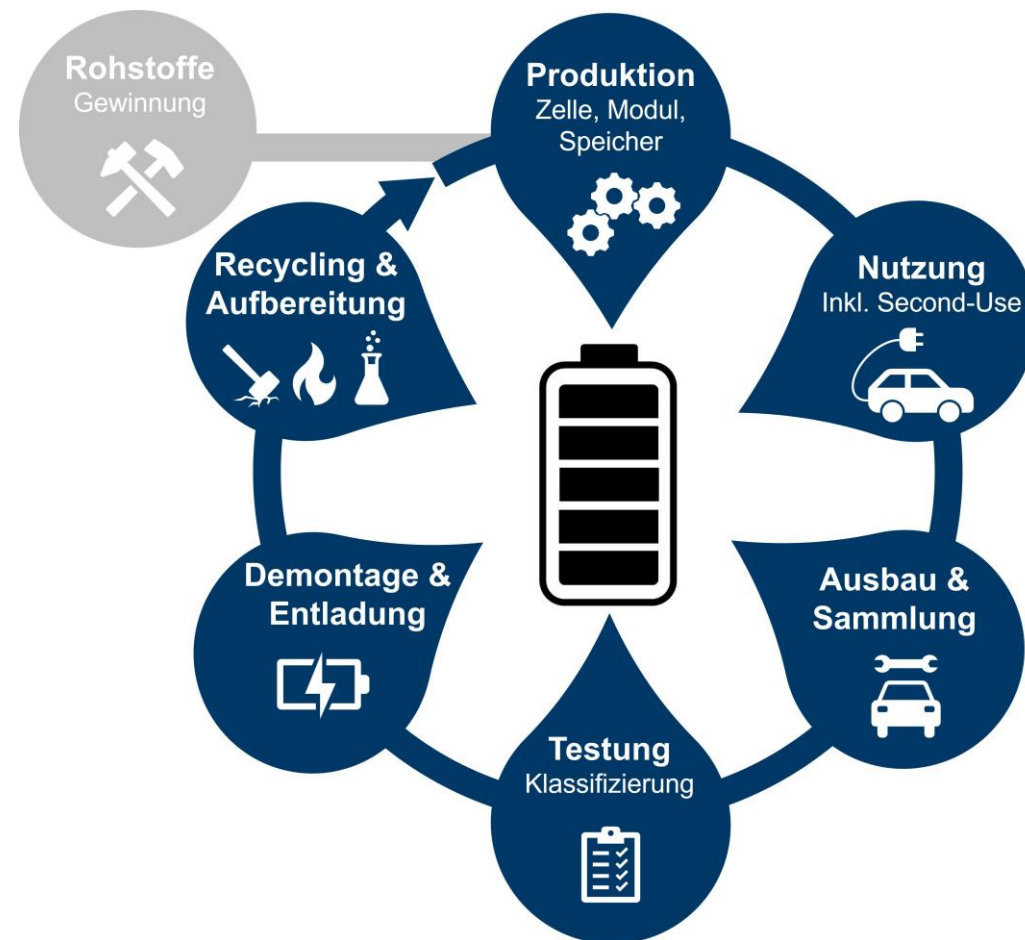 Rohstoffe
Gewinnung
Produktion
Zelle, Modul,
Speicher
Nutzung
Inkl. Second-Use
Ausbau &
Sammlung
Testung
Klassifizierung
Demontage &
Entladung
Recycling &
Aufbereitung